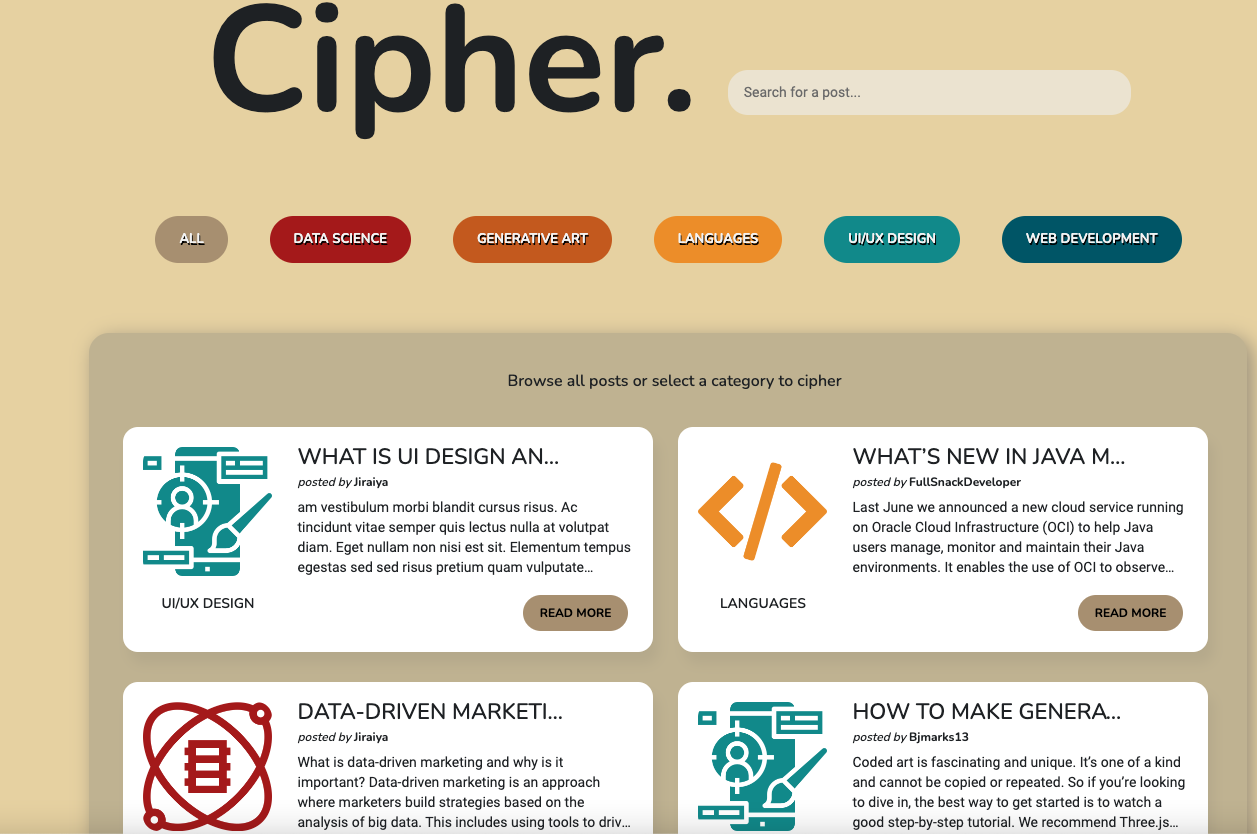 Cipher.
Search for a post...
ALL
DATA SCIENCE
GENERATIVE ART
LANGUAGES
UI/UX DESIGN
WEB DEVELOPMENT
Browse all posts or select a category to cipher
WHAT IS UI DESIGN AN...
posted by Jiraiya
am vestibulum morbi blandit cursus risus. Ac
tincidunt vitae semper quis lectus nulla at volutpat
diam. Eget nullam non nisi est sit. Elementum tempus
egestas sed sed risus pretium quam vulputate...
UI/UX DESIGN
READ MORE
WHAT’S NEW IN JAVA M...
posted by FullSnackDeveloper
Last June we announced a new cloud service running
on Oracle Cloud Infrastructure (OCI) to help Java
users manage, monitor and maintain their Java
environments. It enables the use of OCI to observe...
LANGUAGES
READ MORE
DATA-DRIVEN MARKETI...
posted by Jiraiya
What is data-driven marketing and why is it
important? Data-driven marketing is an approach
where marketers build strategies based on the
analysis of big data. This includes using tools to driv...
HOW TO MAKE GENERA...
posted by Bjmarks13
Coded art is fascinating and unique. It’s one of a kind
and cannot be copied or repeated. So if you’re looking
to dive in, the best way to get started is to watch a
good step-by-step tutorial. We recommend Three.js...